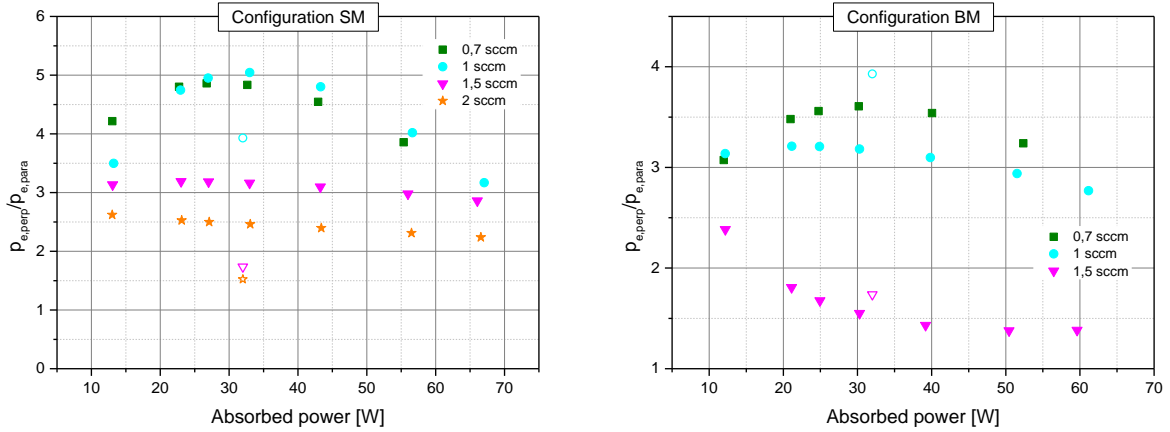 Configuration SM
6
5
4
3
2
1
0
p_e,perp/p_e,para
0,7 sccm
1 sccm
1,5 sccm
2 sccm
10 20 30 40 50 60 70
Absorbed power [W]
Configuration BM
4
3
2
1
p_e,perp/p_e,para
0,7 sccm
1 sccm
1,5 sccm
10 20 30 40 50 60 70
Absorbed power [W]